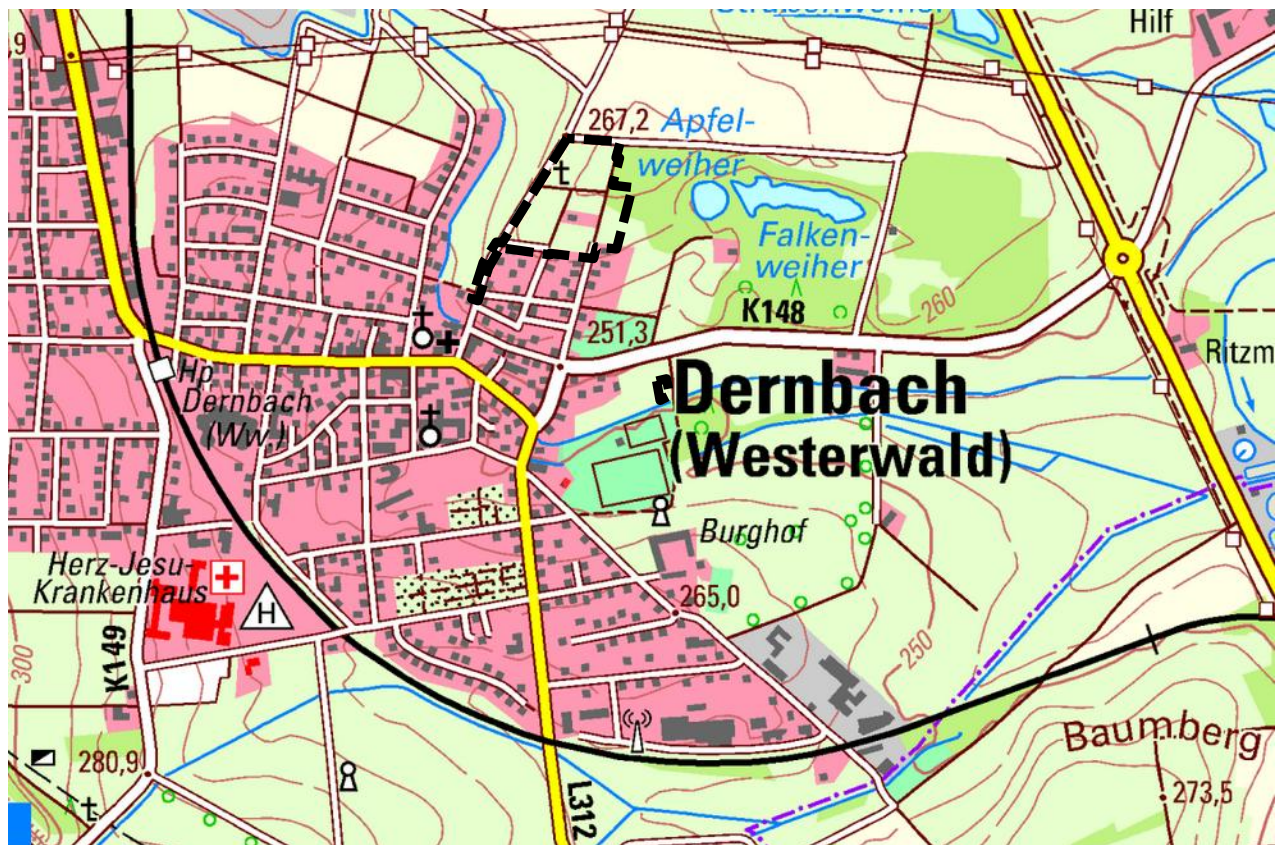 Hilf
,9
267,2
Apfel-
weiher
Falken-
weiher
K148
260
251,3
Hp
Dernbach
(Ww.)
Dernbach
(Westerwald)
Ritzm
Burghof
Herz-Jesu-
Krankenhaus
H
265,0
K149
300
250
280,9
L312
Baumberg
273,5